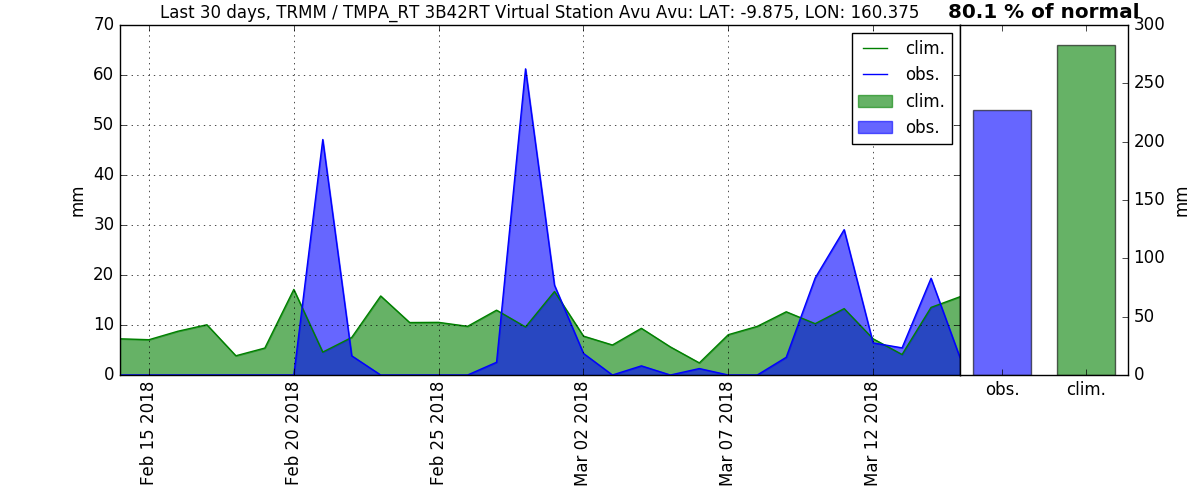 Last 30 days, TRMM / TMPA_RT 3B42RT Virtual Station Avu Avu: LAT: -9.875, LON: 160.375
80.1 % of normal
70
60
50
40
30
20
10
0
mm
clim.
obs.
clim.
obs.
Feb 15 2018
Feb 20 2018
Feb 25 2018
Mar 02 2018
Mar 07 2018
Mar 12 2018
300
250
200
150
100
50
0
mm
obs.
clim.